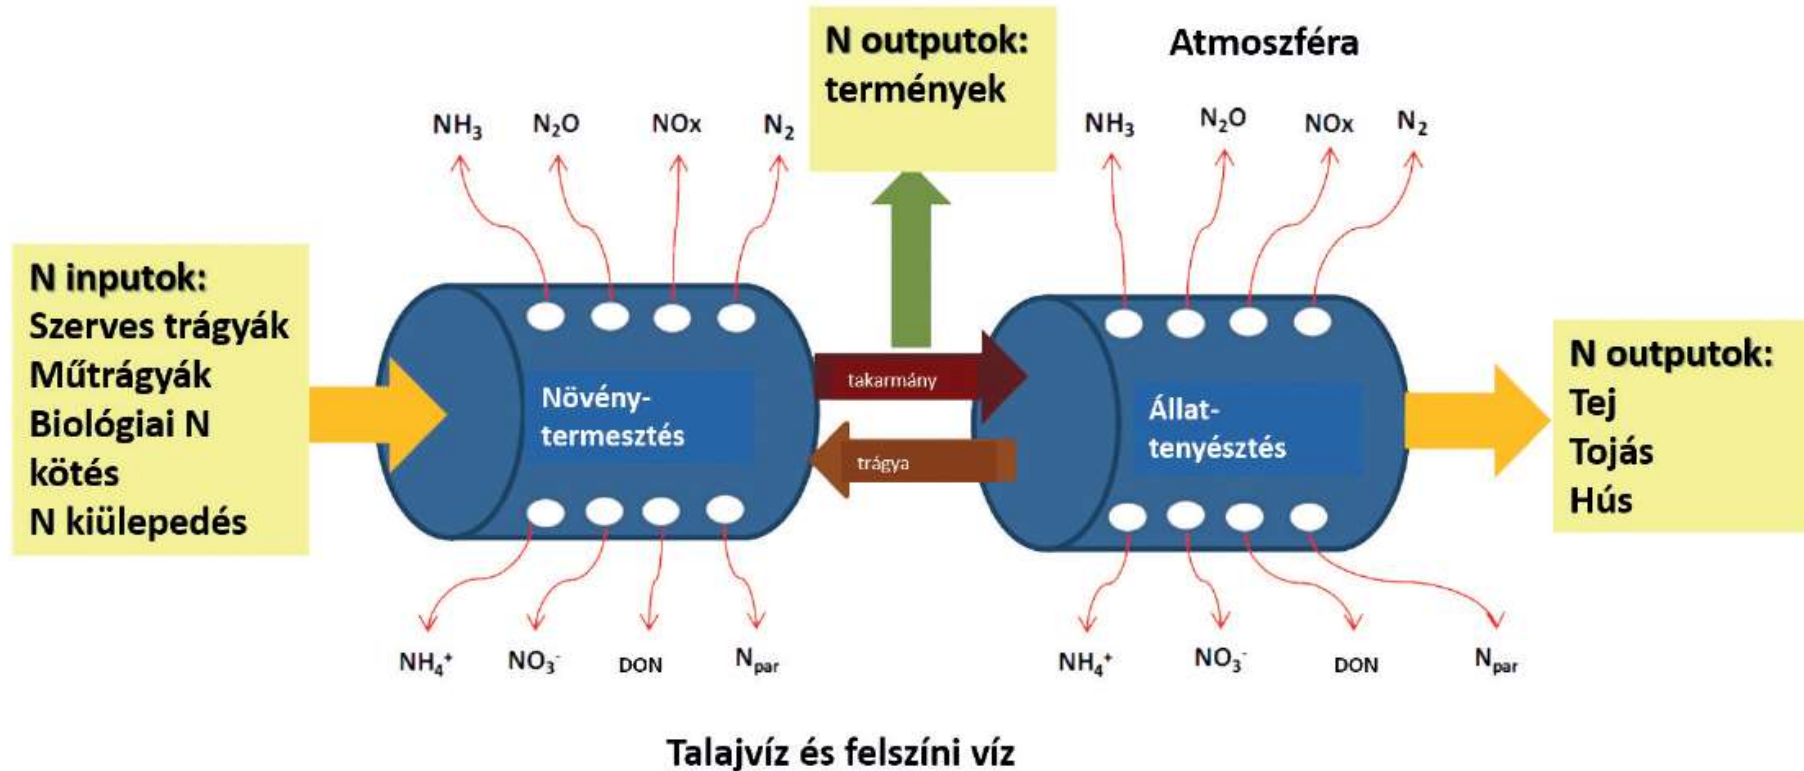 N outputok:
termények
Atmoszféra
NH₃ N₂O NOx N₂
NH₃ N₂O NOx N₂
N inputok:
Szerves trágyák
Műtrágyák
Biológiai N
kötés
N kiülepedés
Növény-
termesztés
takarmány
trágya
Állat-
tenyésztés
N outputok:
Tej
Tojás
Hús
NH₄⁺ NO₃⁻ DON Nₚₐᵣ
NH₄⁺ NO₃⁻ DON Nₚₐᵣ
Talajvíz és felszíni víz